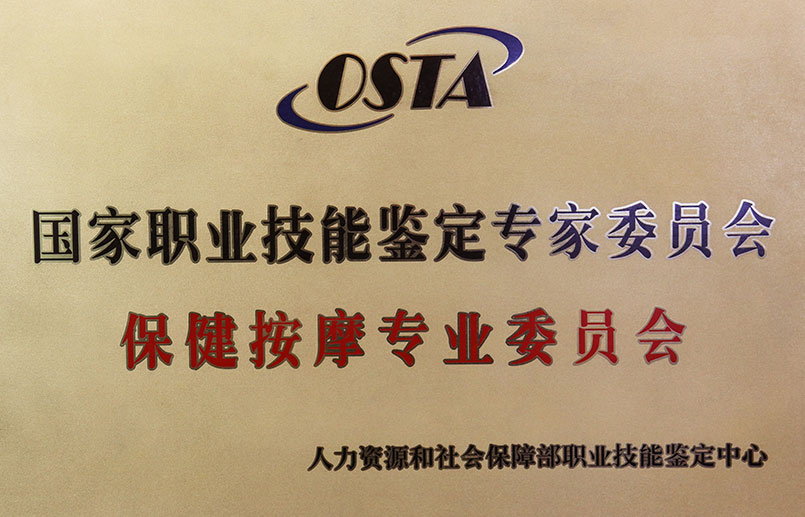 OSTA
国家职业技能鉴定专家委员会
保健按摩专业委员会
人力资源和社会保障部职业技能鉴定中心